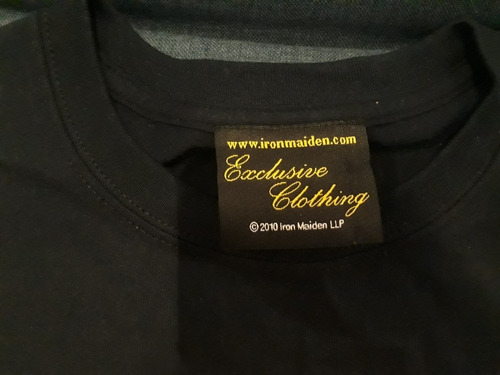 www.ironmaiden.com
Exclusive
Clothing
© 2010 Iron Maiden LLP